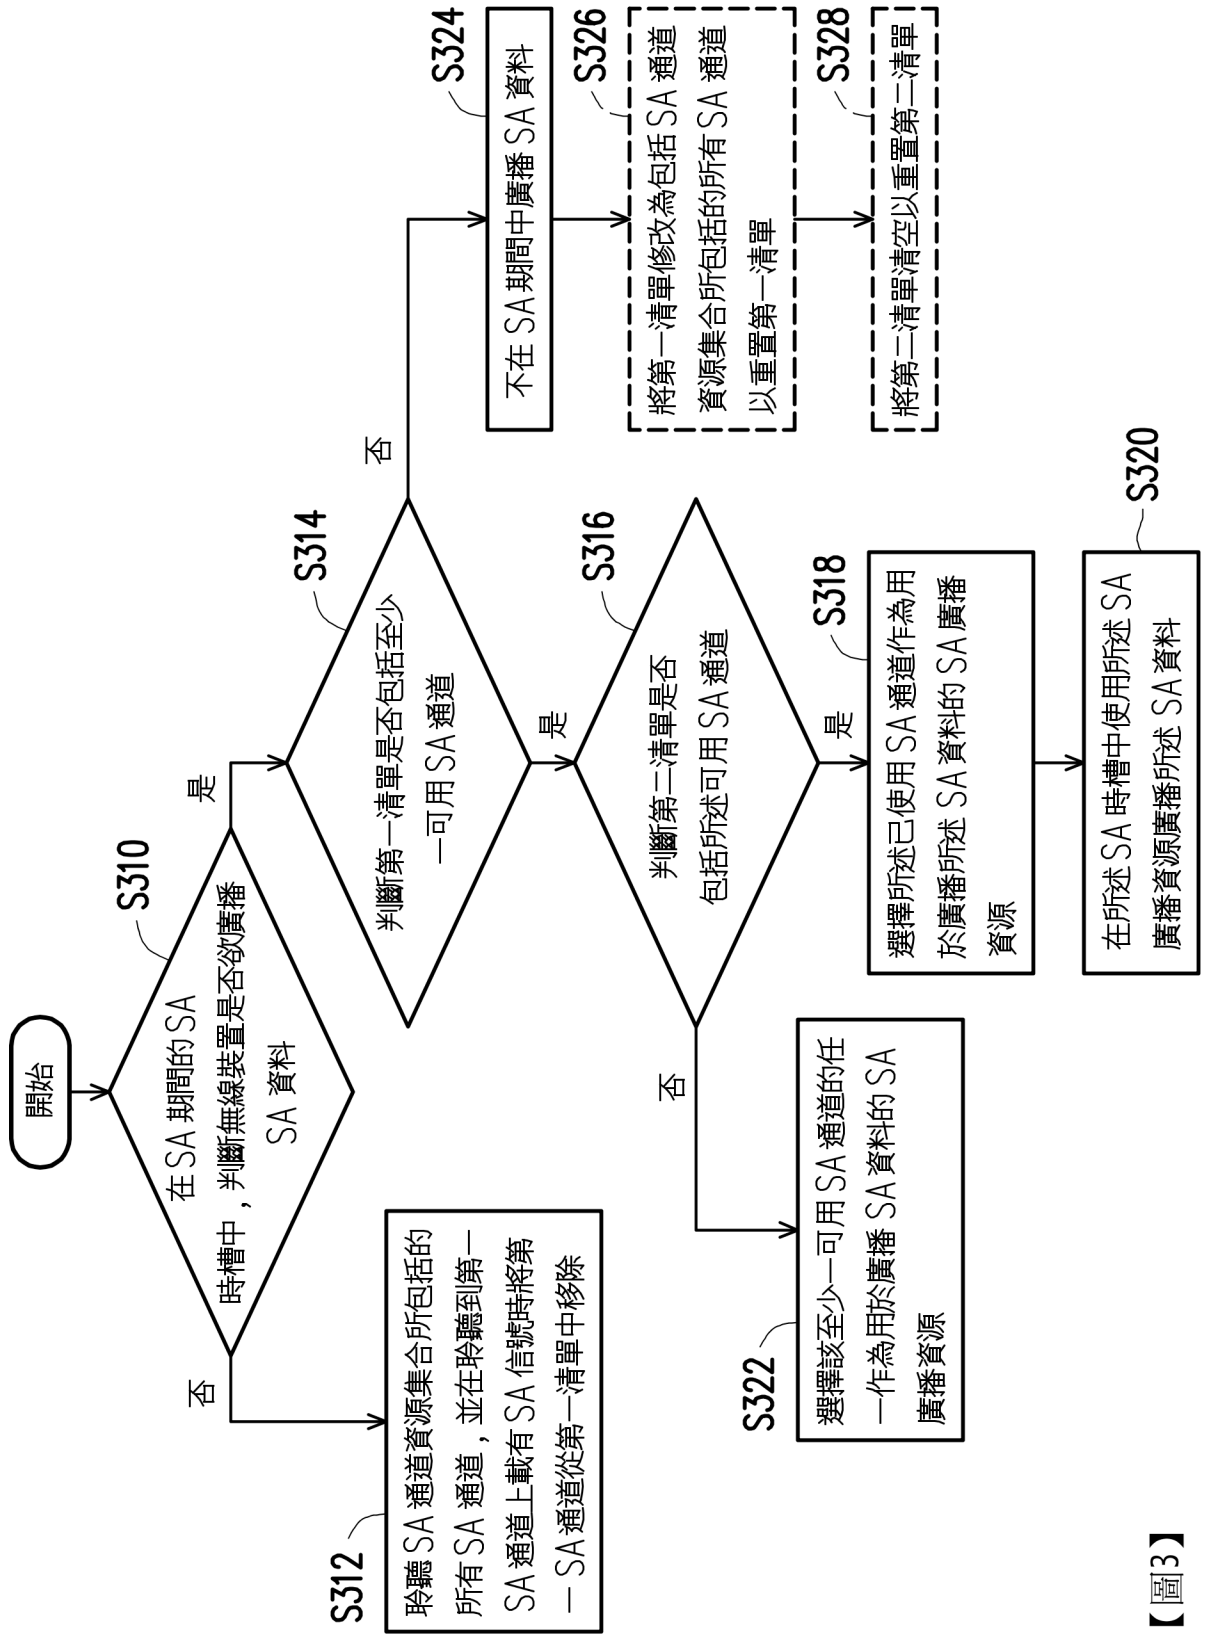 開始
S310
在 SA 期間的 SA
時槽中，判斷無線裝置是否欲廣播
SA 資料
否
是
S312
聆聽 SA 通道資源集合所包括的
所有 SA 通道，並在聆聽到第一
SA 通道上載有 SA 信號時將第
一 SA 通道從第一清單中移除
S314
判斷第一清單是否包括至少
一可用 SA 通道
否
是
S324
不在 SA 期間中廣播 SA 資料
S326
將第一清單修改為包括 SA 通道
資源集合所包括的所有 SA 通道
以重置第一清單
S328
將第二清單清空以重置第二清單
S316
判斷第二清單是否
包括所述可用 SA 通道
否
是
S322
選擇該至少一可用 SA 通道的任
一作為用於廣播 SA 資料的 SA
廣播資源
S318
選擇所述已使用 SA 通道作為用
於廣播所述 SA 資料的 SA 廣播
資源
S320
在所述 SA 時槽中使用所述 SA
廣播資源廣播所述 SA 資料
【圖3】